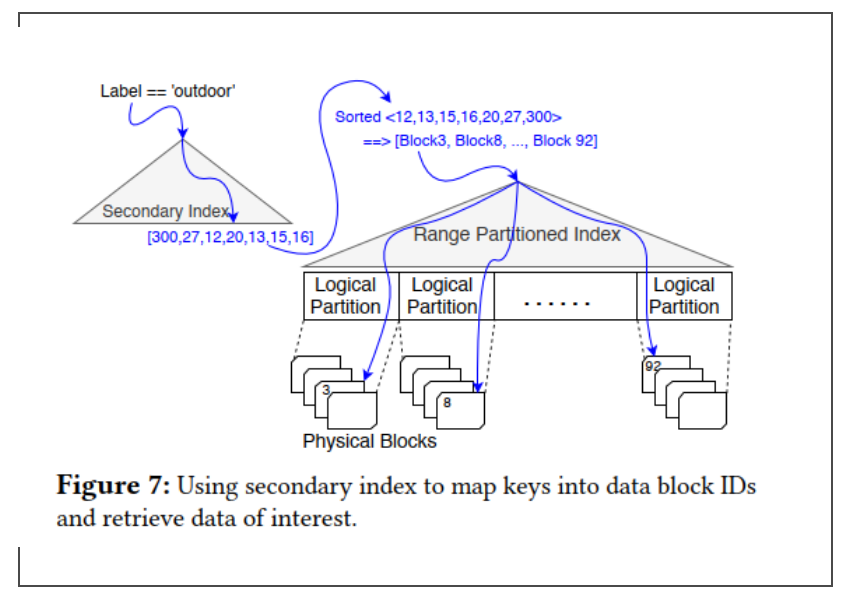 Label == 'outdoor'
Sorted <12,13,15,16,20,27,300>
==> [Block3, Block8, ..., Block 92]
Secondary Index
[300,27,12,20,13,15,16]
Range Partitioned Index
Logical
Partition
Logical
Partition
......
Logical
Partition
3
8
92
Physical Blocks
Figure 7: Using secondary index to map keys into data block IDs
and retrieve data of interest.